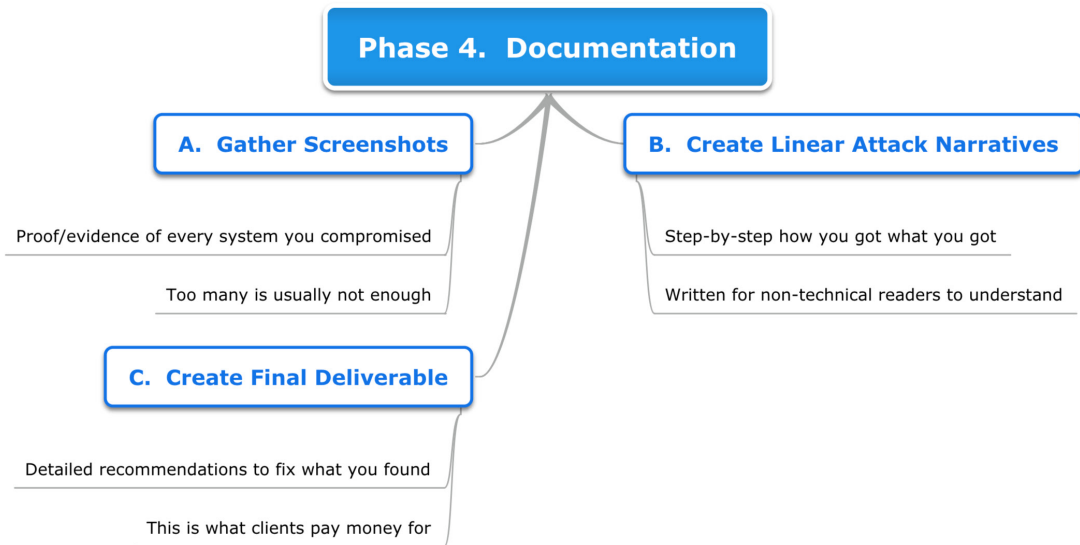 Phase 4.  Documentation
A.  Gather Screenshots
Proof/evidence of every system you compromised
Too many is usually not enough
B.  Create Linear Attack Narratives
Step-by-step how you got what you got
Written for non-technical readers to understand
C.  Create Final Deliverable
Detailed recommendations to fix what you found
This is what clients pay money for